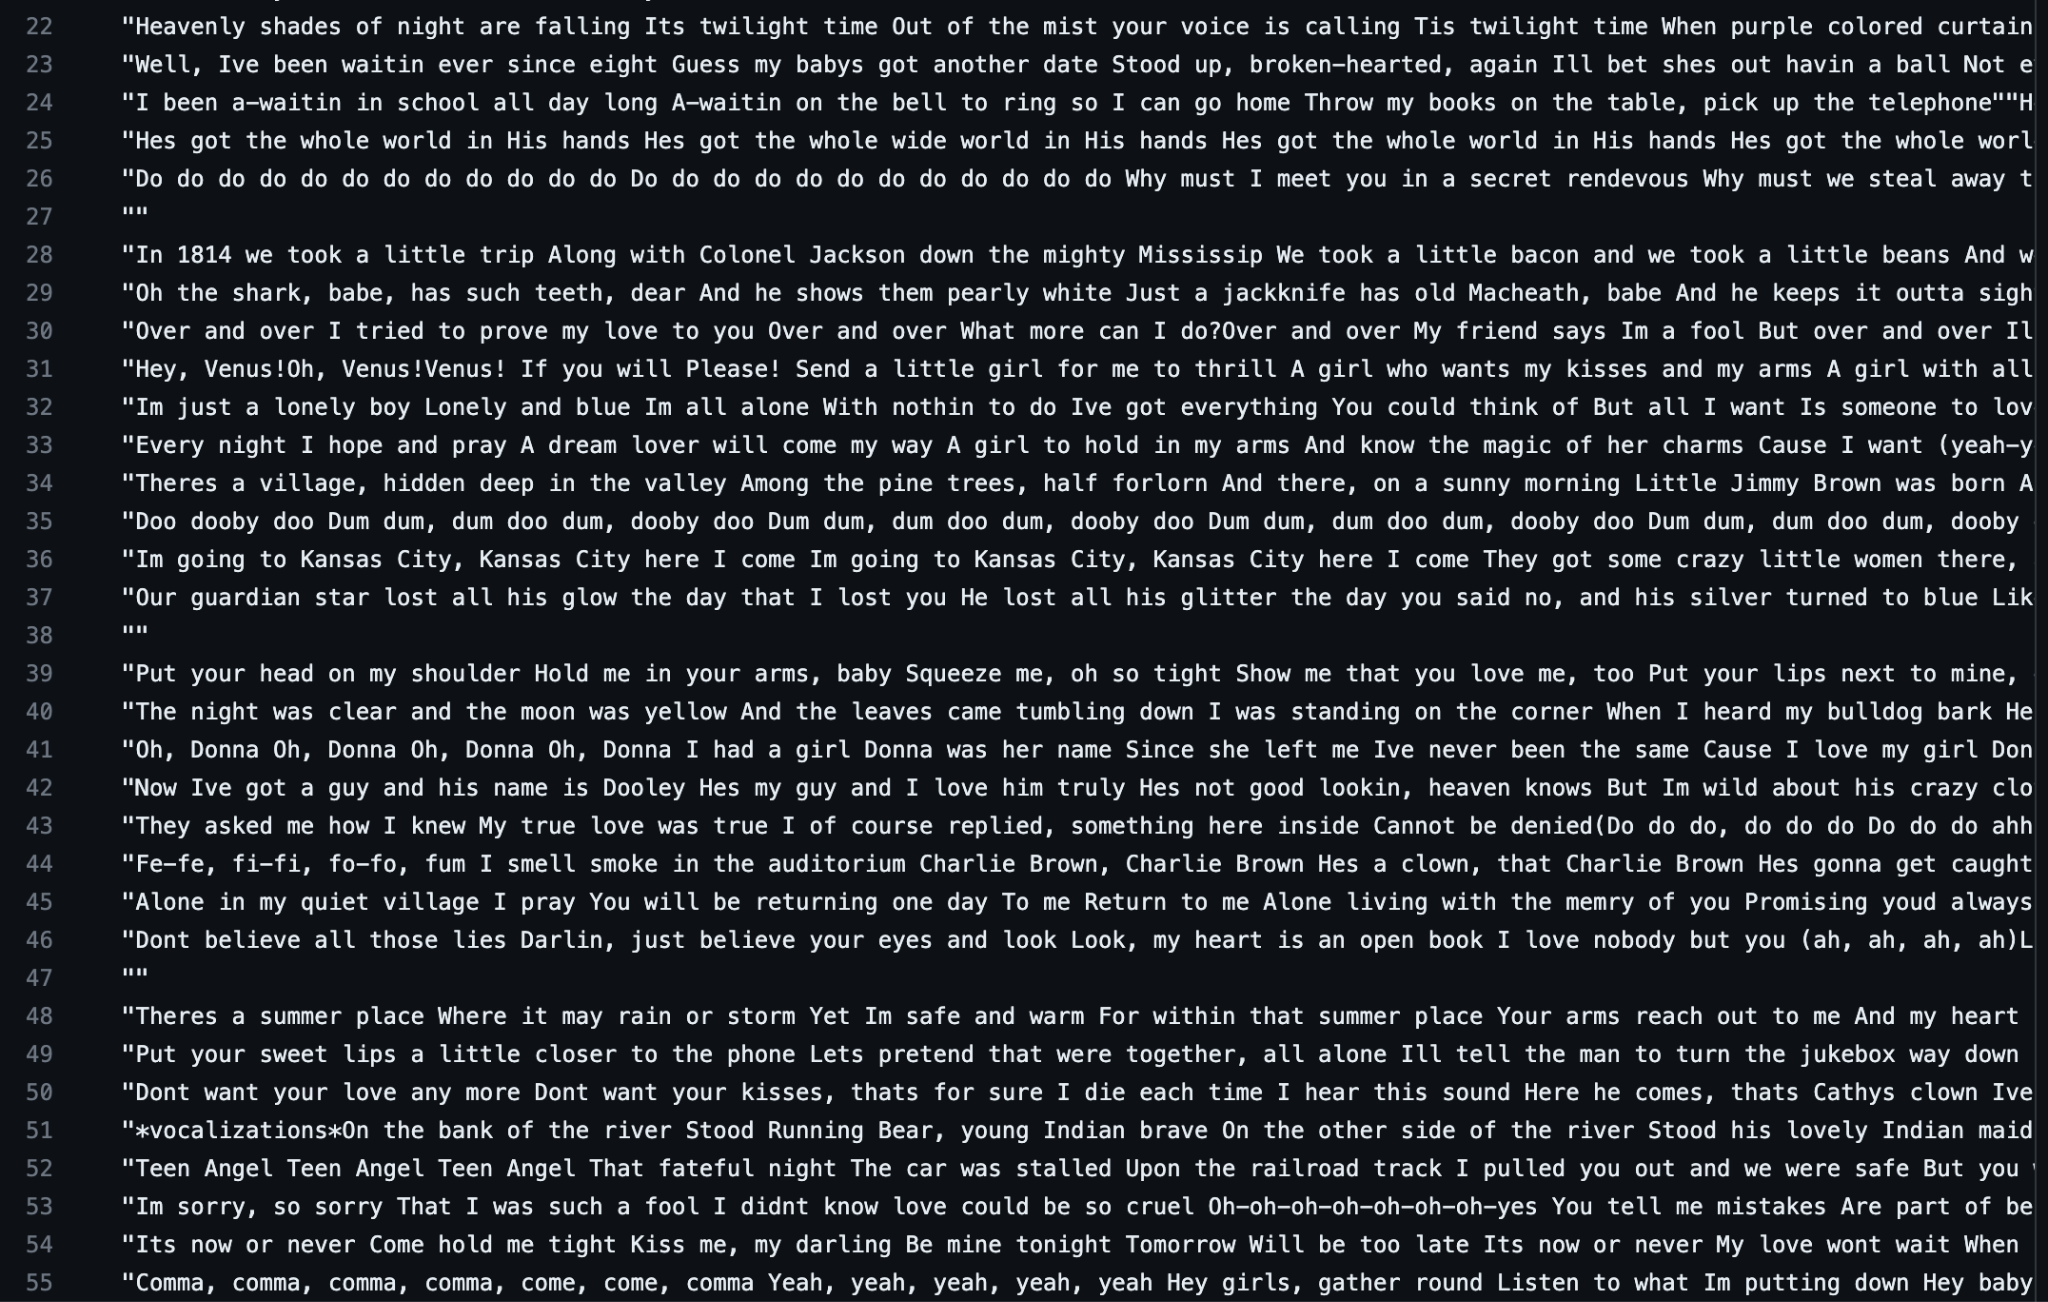 22 "Heavenly shades of night are falling Its twilight time Out of the mist your voice is calling Tis twilight time When purple colored curtain
23 "Well, Ive been waitin ever since eight Guess my babys got another date Stood up, broken-hearted, again Ill bet shes out havin a ball Not e
24 "I been a-waitin in school all day long A-waitin on the bell to ring so I can go home Throw my books on the table, pick up the telephone""H
25 "Hes got the whole world in His hands Hes got the whole wide world in His hands Hes got the whole world in His hands Hes got the whole worl
26 "Do do do do do do do do do do do do Do do do do do do do do do do do do Why must I meet you in a secret rendevous Why must we steal away t
27 ""
28 "In 1814 we took a little trip Along with Colonel Jackson down the mighty Mississip We took a little bacon and we took a little beans And w
29 "Oh the shark, babe, has such teeth, dear And he shows them pearly white Just a jackknife has old Macheath, babe And he keeps it outta sigh
30 "Over and over I tried to prove my love to you Over and over What more can I do?Over and over My friend says Im a fool But over and over Il
31 "Hey, Venus!Oh, Venus!Venus! If you will Please! Send a little girl for me to thrill A girl who wants my kisses and my arms A girl with all
32 "Im just a lonely boy Lonely and blue Im all alone With nothin to do Ive got everything You could think of But all I want Is someone to lov
33 "Every night I hope and pray A dream lover will come my way A girl to hold in my arms And know the magic of her charms Cause I want (yeah-y
34 "Theres a village, hidden deep in the valley Among the pine trees, half forlorn And there, on a sunny morning Little Jimmy Brown was born A
35 "Doo dooby doo Dum dum, dum doo dum, dooby doo Dum dum, dum doo dum, dooby doo Dum dum, dum doo dum, dooby doo Dum dum, dum doo dum, dooby
36 "Im going to Kansas City, Kansas City here I come Im going to Kansas City, Kansas City here I come They got some crazy little women there,
37 "Our guardian star lost all his glow the day that I lost you He lost all his glitter the day you said no, and his silver turned to blue Lik
38 ""
39 "Put your head on my shoulder Hold me in your arms, baby Squeeze me, oh so tight Show me that you love me, too Put your lips next to mine,
40 "The night was clear and the moon was yellow And the leaves came tumbling down I was standing on the corner When I heard my bulldog bark He
41 "Oh, Donna Oh, Donna Oh, Donna Oh, Donna I had a girl Donna was her name Since she left me Ive never been the same Cause I love my girl Don
42 "Now Ive got a guy and his name is Dooley Hes my guy and I love him truly Hes not good lookin, heaven knows But Im wild about his crazy clo
43 "They asked me how I knew My true love was true I of course replied, something here inside Cannot be denied(Do do do, do do do Do do do ahh
44 "Fe-fe, fi-fi, fo-fo, fum I smell smoke in the auditorium Charlie Brown, Charlie Brown Hes a clown, that Charlie Brown Hes gonna get caught
45 "Alone in my quiet village I pray You will be returning one day To me Return to me Alone living with the memry of you Promising youd always
46 "Dont believe all those lies Darlin, just believe your eyes and look Look, my heart is an open book I love nobody but you (ah, ah, ah, ah)L
47 ""
48 "Theres a summer place Where it may rain or storm Yet Im safe and warm For within that summer place Your arms reach out to me And my heart
49 "Put your sweet lips a little closer to the phone Lets pretend that were together, all alone Ill tell the man to turn the jukebox way down
50 "Dont want your love any more Dont want your kisses, thats for sure I die each time I hear this sound Here he comes, thats Cathys clown Ive
51 "*vocalizations*On the bank of the river Stood Running Bear, young Indian brave On the other side of the river Stood his lovely Indian maid
52 "Teen Angel Teen Angel Teen Angel That fateful night The car was stalled Upon the railroad track I pulled you out and we were safe But you
53 "Im sorry, so sorry That I was such a fool I didnt know love could be so cruel Oh-oh-oh-oh-oh-oh-oh-yes You tell me mistakes Are part of be
54 "Its now or never Come hold me tight Kiss me, my darling Be mine tonight Tomorrow Will be too late Its now or never My love wont wait When
55 "Comma, comma, comma, comma, come, come, comma Yeah, yeah, yeah, yeah, yeah Hey girls, gather round Listen to what Im putting down Hey baby